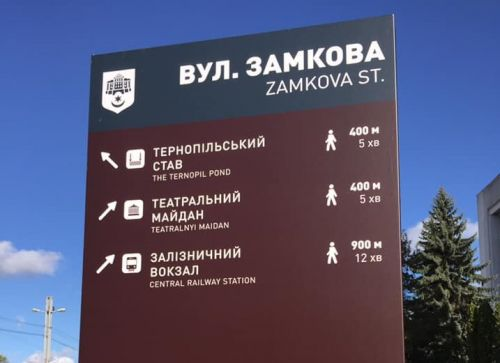 ВУЛ. ЗАМКОВА
ZAMKOVA ST.
ТЕРНОПІЛЬСЬКИЙ
СТАВ
THE TERNOPIL POND
400 м
5 хв
ТЕАТРАЛЬНИЙ
МАЙДАН
TEATRALNYI MAIDAN
400 м
5 хв
ЗАЛІЗНИЧНИЙ
ВОКЗАЛ
CENTRAL RAILWAY STATION
900 м
12 хв